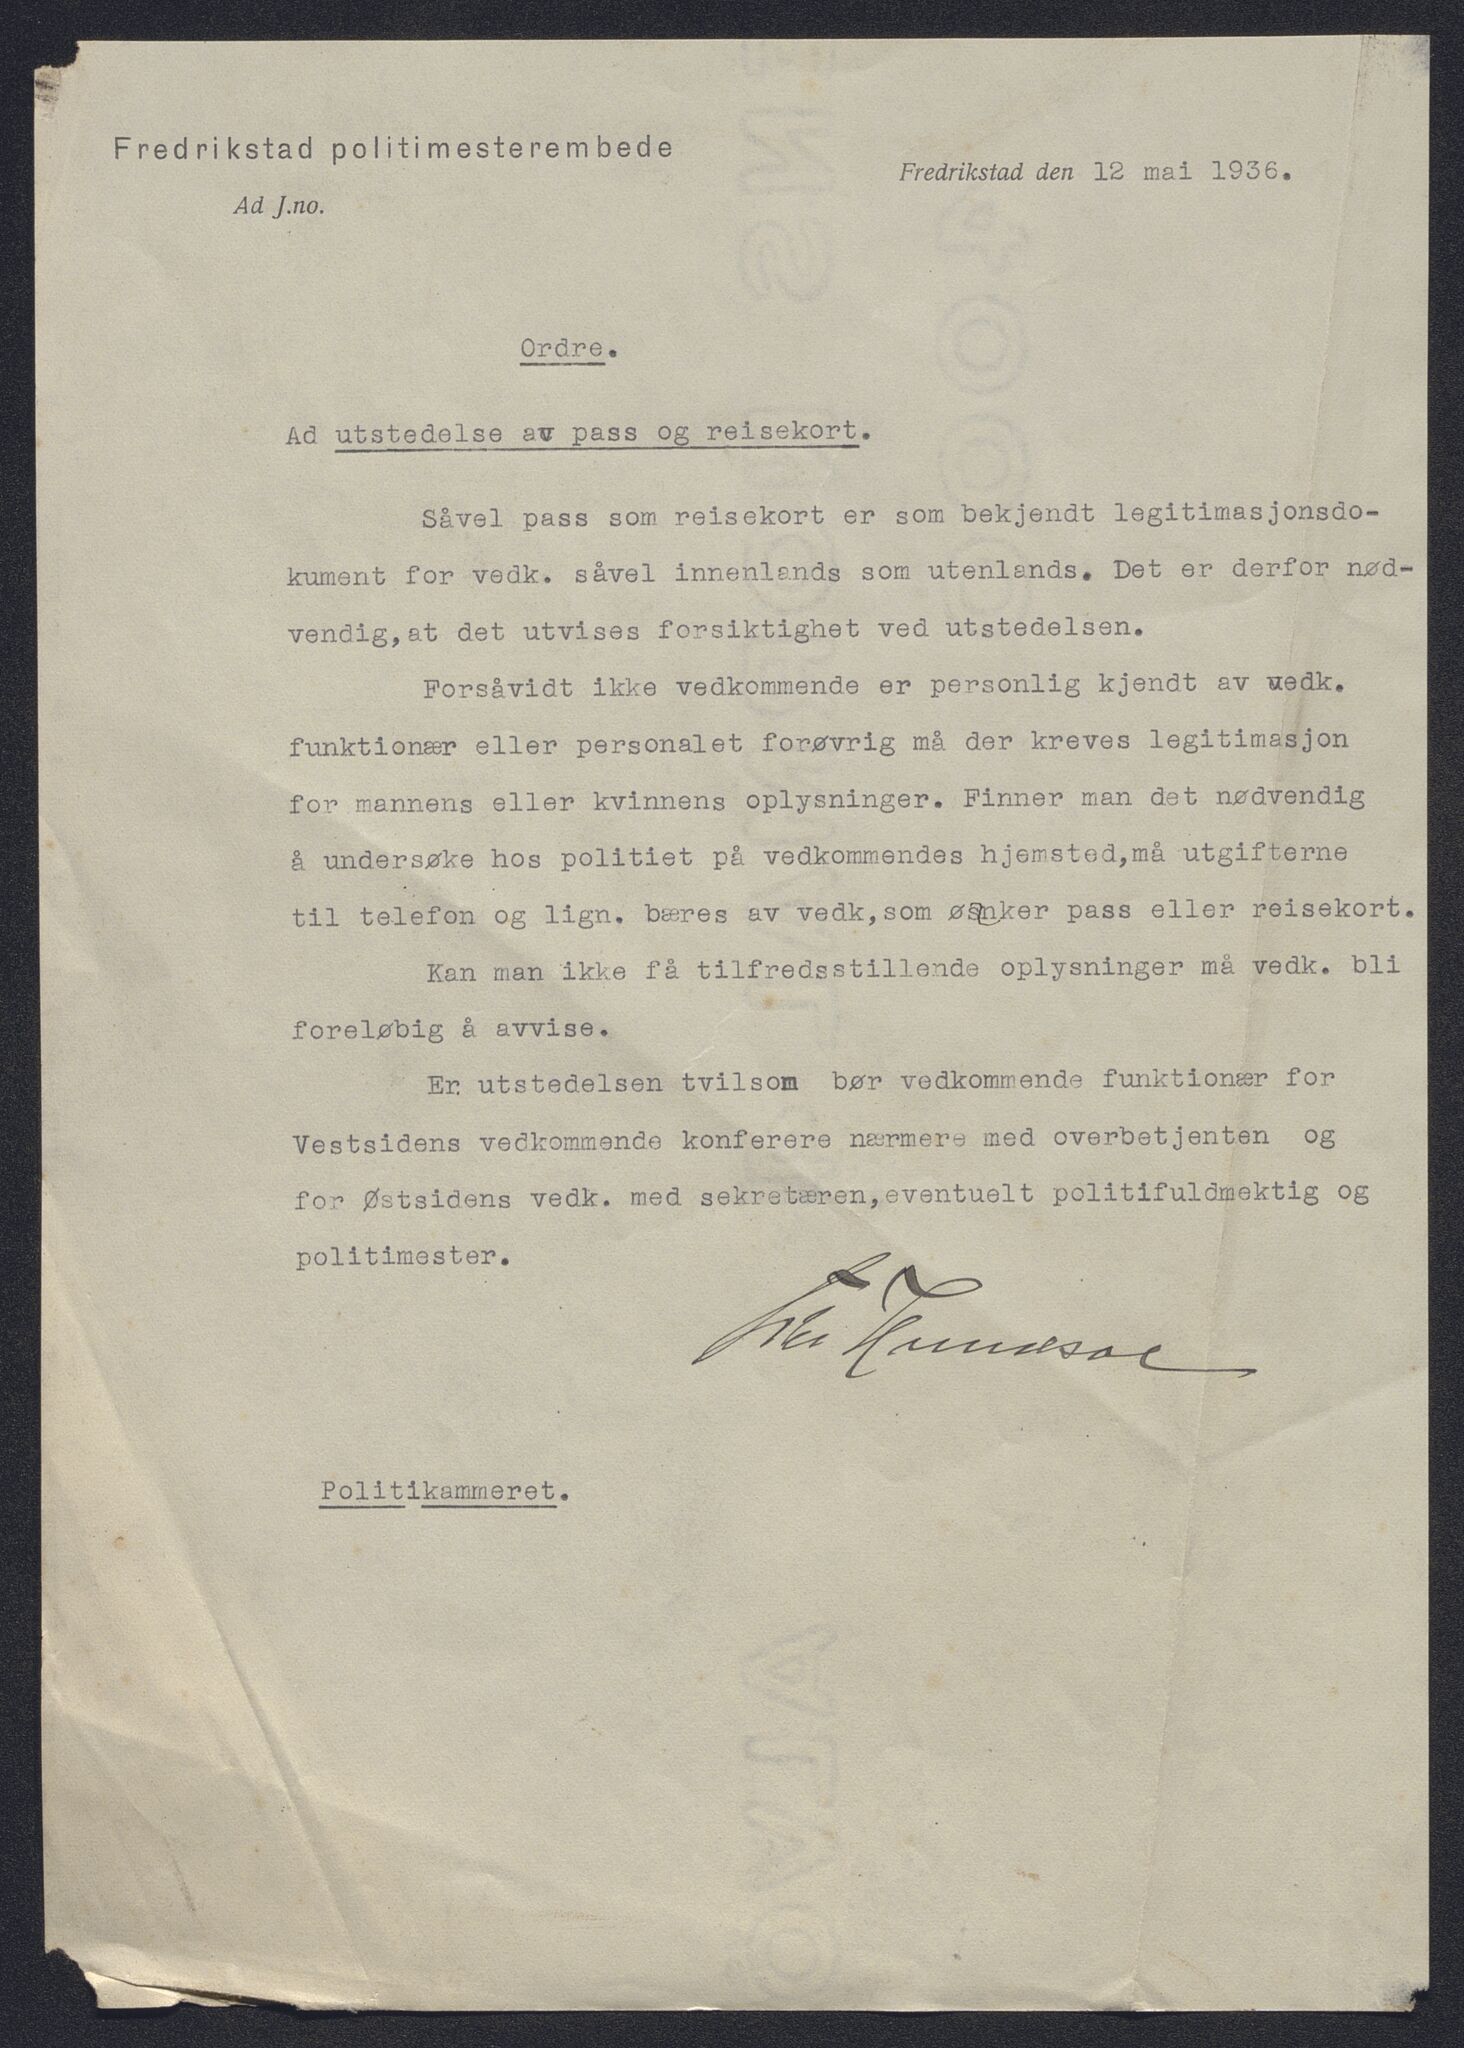 Fredrikstad politimesterembede
Fredrikstad den 12 mai 1936.
Ad J.no.
Ordre.
Ad utstedelse av pass og reisekort.
Såvel pass som reisekort er som bekjendt legitimasjonsdo-
kument for vedk. såvel innenlands som utenlands. Det er derfor nød-
vendig,at det utvises forsiktighet ved utstedelsen.
Forsåvidt ikke vedkommende er personlig kjendt av vedk.
funktionær eller personalet forøvrig må der kreves legitimasjon
for mannens eller kvinnens oplysninger. Finner man det nødvendig
å undersøke hos politiet på vedkommendes hjemsted,må utgifterne
til telefon og lign. bæres av vedk,som øsnker pass eller reisekort.
Kan man ikke få tilfredsstillende oplysninger må vedk. bli
foreløbig å avvise.
Er utstedelsen tvilsom bør vedkommende funktionær for
Vestsidens vedkommende konferere nærmere med overbetjenten og
for Østsidens vedk. med sekretæren,eventuelt politifuldmektig og
politimester.
Politikammeret.